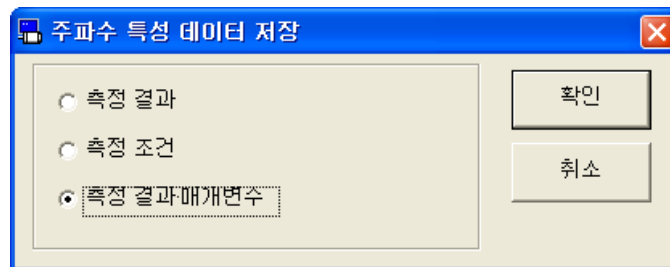 주파수 특성 데이터 저장
측정 결과
측정 조건
측정 결과·매개변수
확인
취소